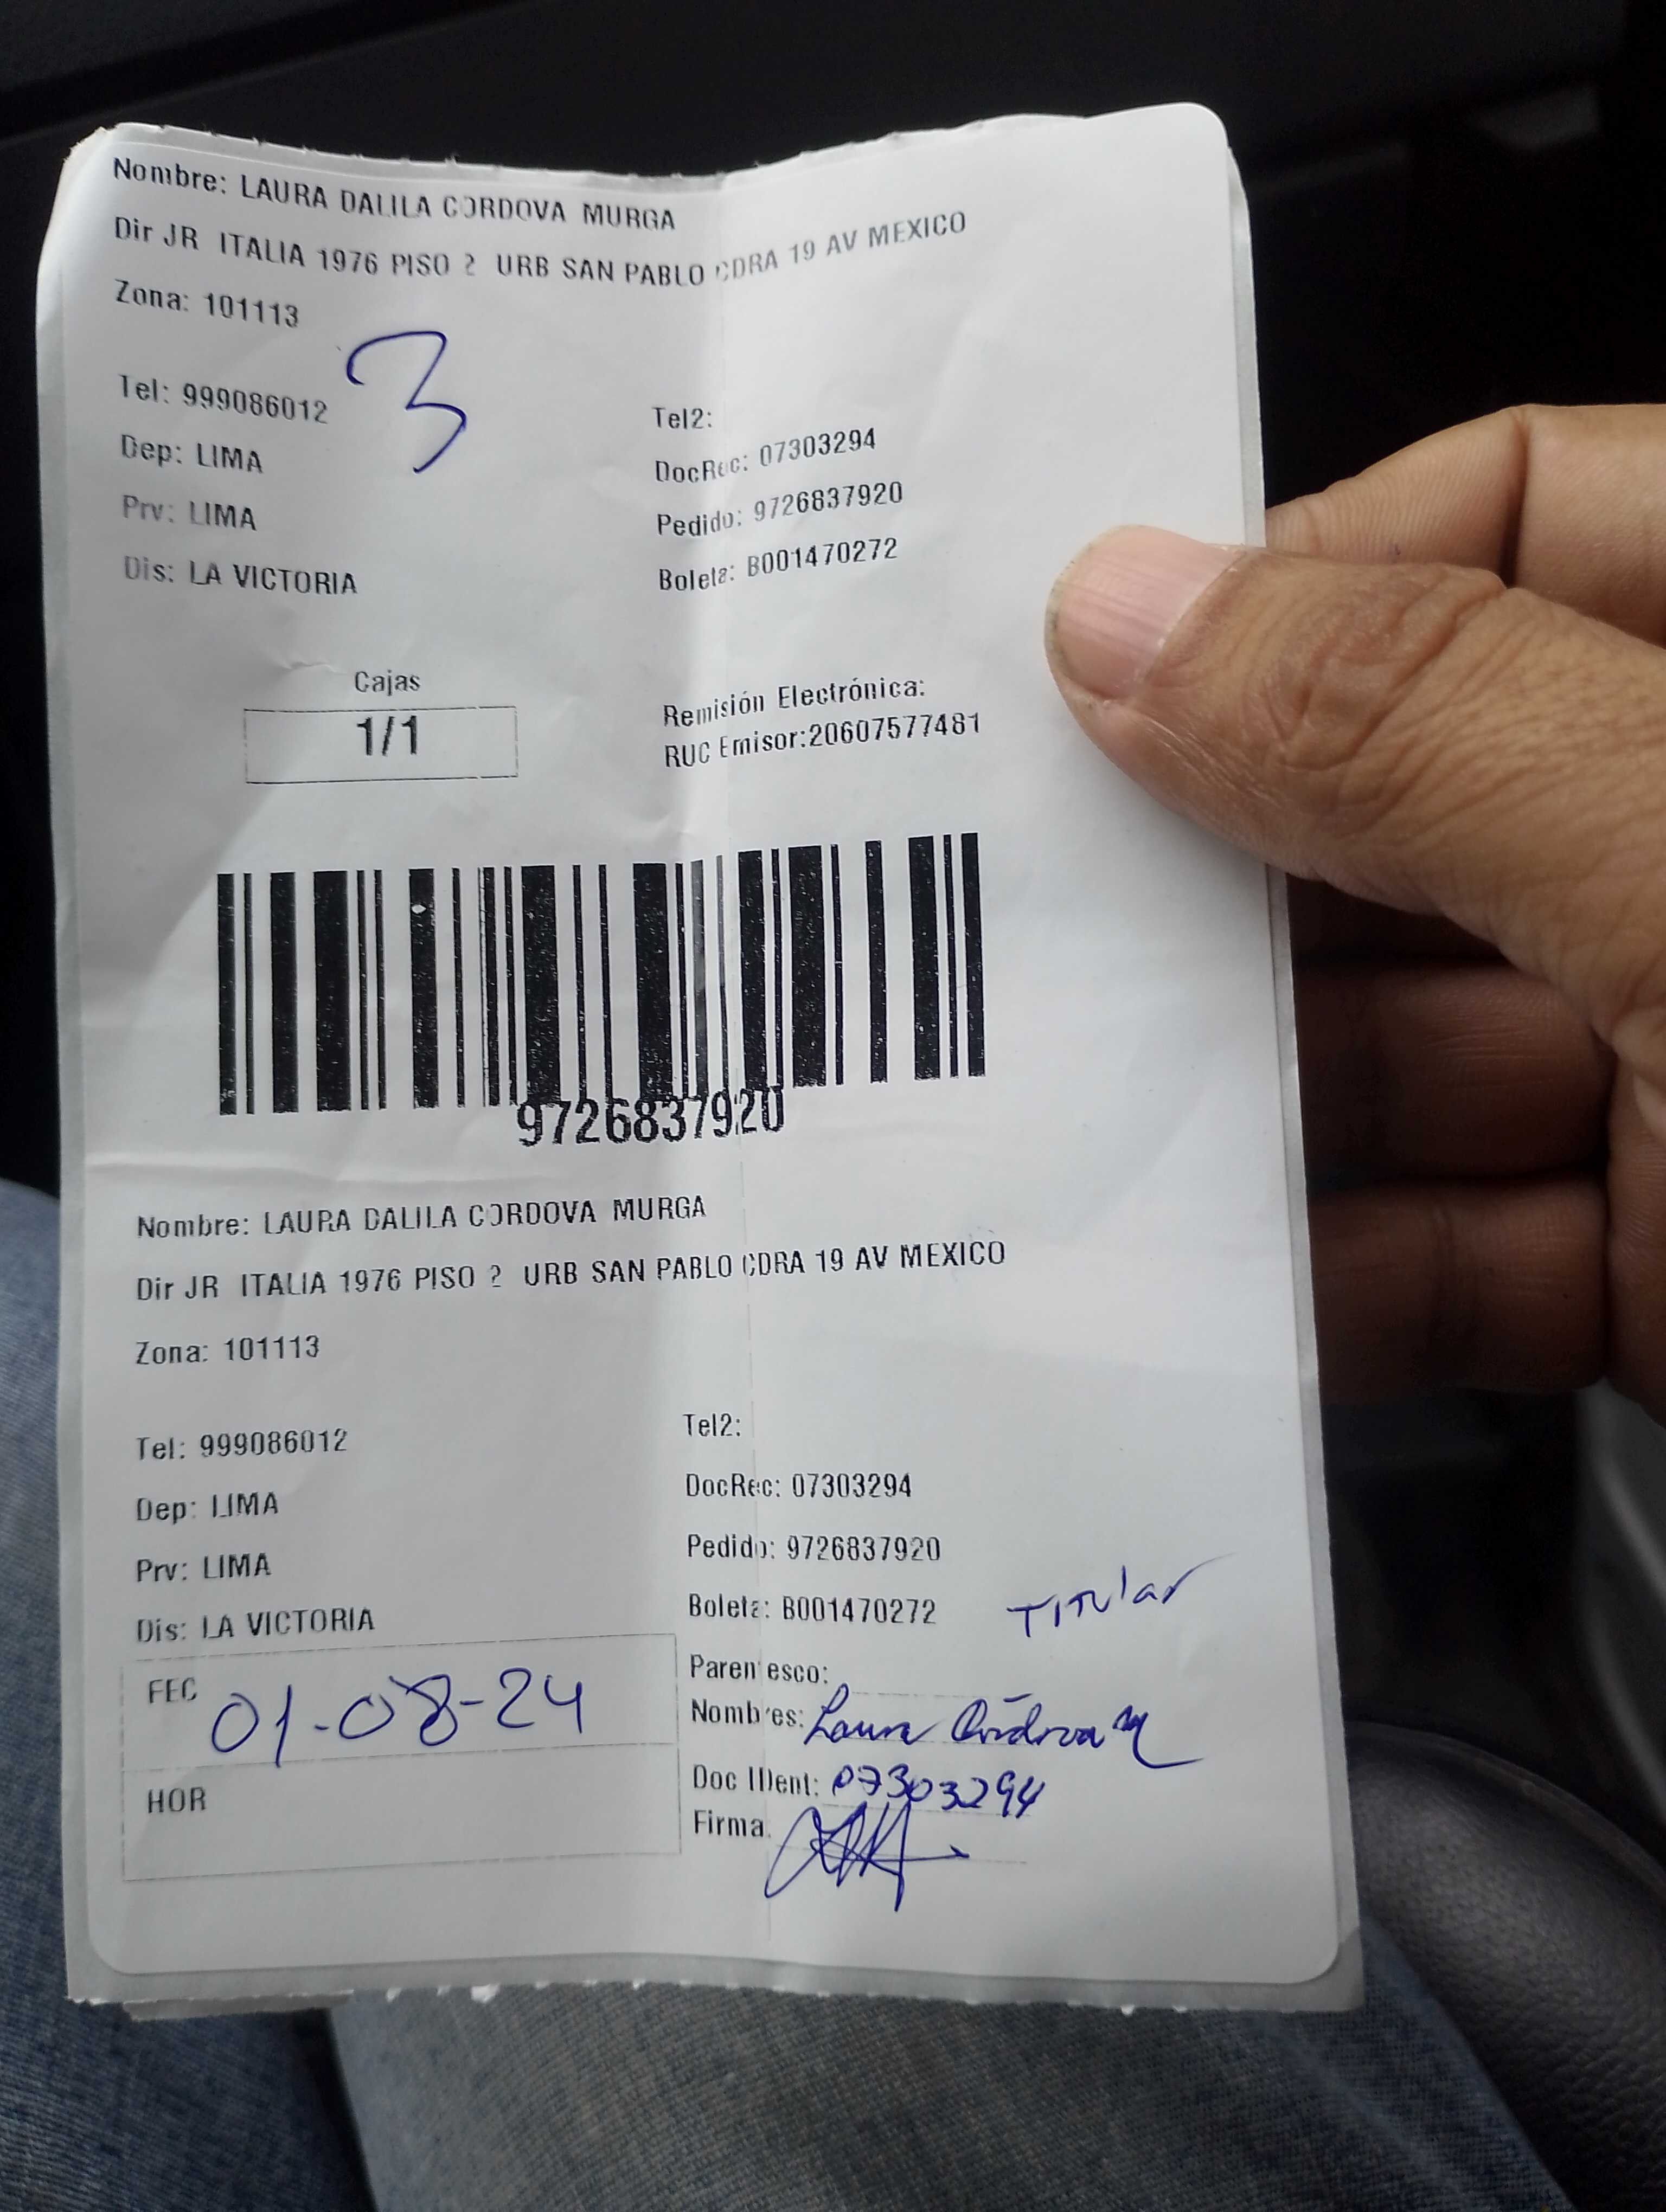 Nombre: LAURA DALILA CORDOVA MURGA
Dir JR ITALIA 1976 PISO 2 URB SAN PABLO CDRA 19 AV MEXICO
Zona: 101113
3
Tel: 999086012
Tel2:
Dep: LIMA
DocRec: 07303294
Prv: LIMA
Pedido: 9726837920
Dis: LA VICTORIA
Boleta: B001470272
Cajas
1/1
Remisión Electrónica:
RUC Emisor:20607577481
9726837920
Nombre: LAURA DALILA CORDOVA MURGA
Dir JR ITALIA 1976 PISO 2 URB SAN PABLO CDRA 19 AV MEXICO
Zona: 101113
Tel: 999086012
Tel2:
Dep: LIMA
DocRec: 07303294
Prv: LIMA
Pedido: 9726837920
Dis: LA VICTORIA
Boleta: B001470272
Titular
FEC 01-08-24
Parentesco:
Nombres: Laura Córdova M
HOR
Doc IDent: 07303294
Firma: